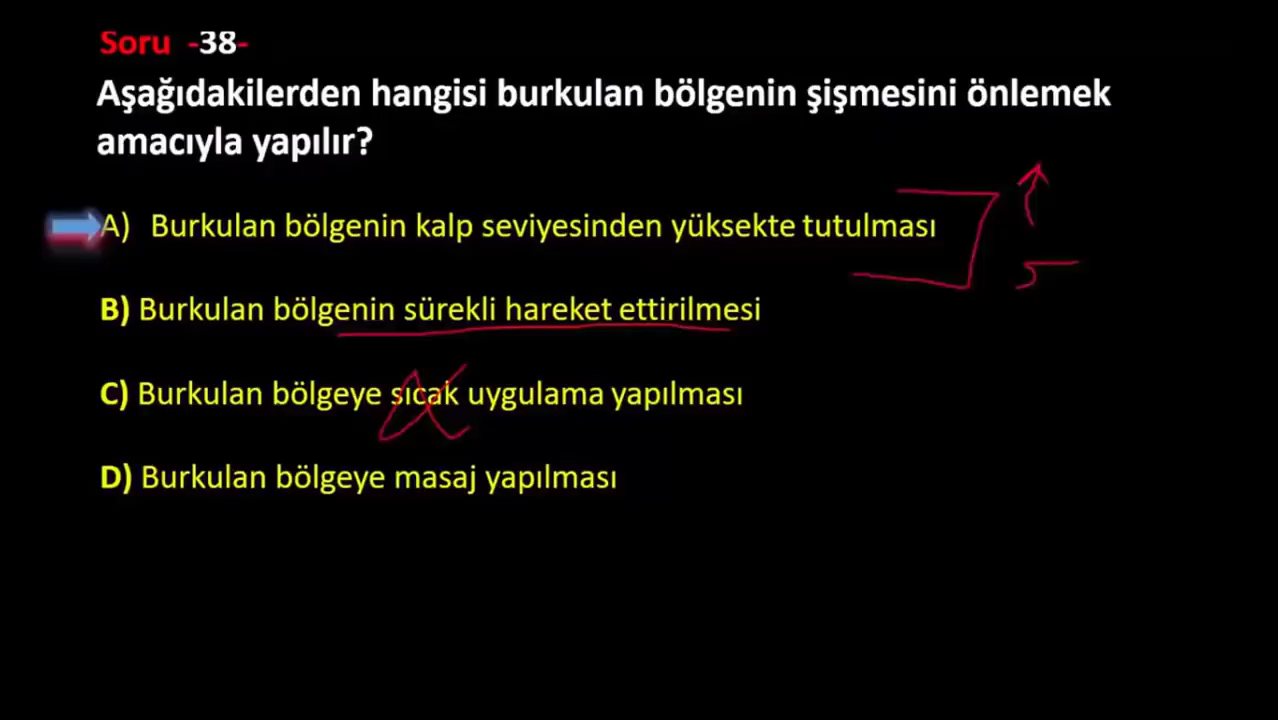 Soru -38-
Aşağıdakilerden hangisi burkulan bölgenin şişmesini önlemek
amacıyla yapılır?
A) Burkulan bölgenin kalp seviyesinden yüksekte tutulması
B) Burkulan bölgenin sürekli hareket ettirilmesi
C) Burkulan bölgeye sıcak uygulama yapılması
D) Burkulan bölgeye masaj yapılması